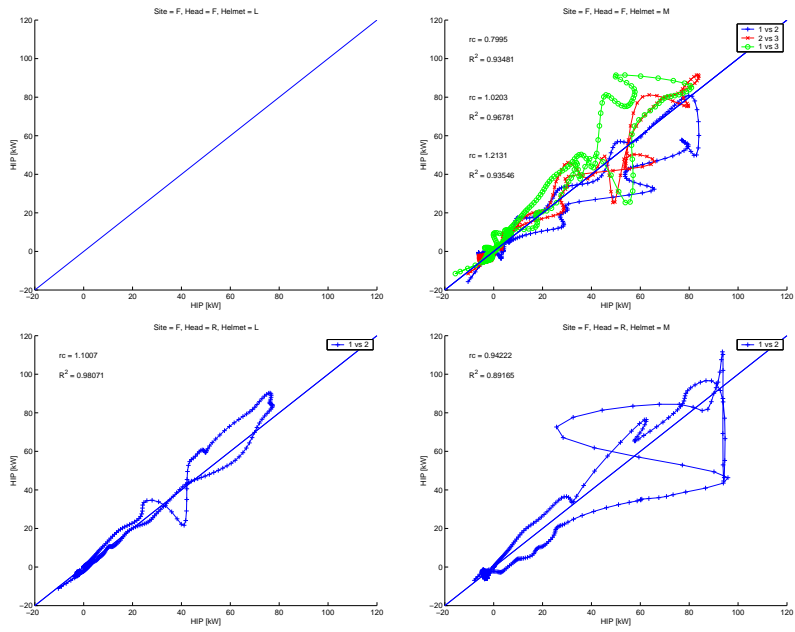 Site = F, Head = F, Helmet = L
120
100
80
60
40
20
0
−20
HIP [kW]
−20 0 20 40 60 80 100 120
HIP [kW]
Site = F, Head = F, Helmet = M
1 vs 2
2 vs 3
1 vs 3
rc = 0.7995
R² = 0.93481
rc = 1.0203
R² = 0.96781
rc = 1.2131
R² = 0.93546
120
100
80
60
40
20
0
−20
HIP [kW]
−20 0 20 40 60 80 100 120
HIP [kW]
Site = F, Head = R, Helmet = L
1 vs 2
rc = 1.1007
R² = 0.98071
120
100
80
60
40
20
0
−20
HIP [kW]
−20 0 20 40 60 80 100 120
HIP [kW]
Site = F, Head = R, Helmet = M
1 vs 2
rc = 0.94222
R² = 0.89165
120
100
80
60
40
20
0
−20
HIP [kW]
−20 0 20 40 60 80 100 120
HIP [kW]